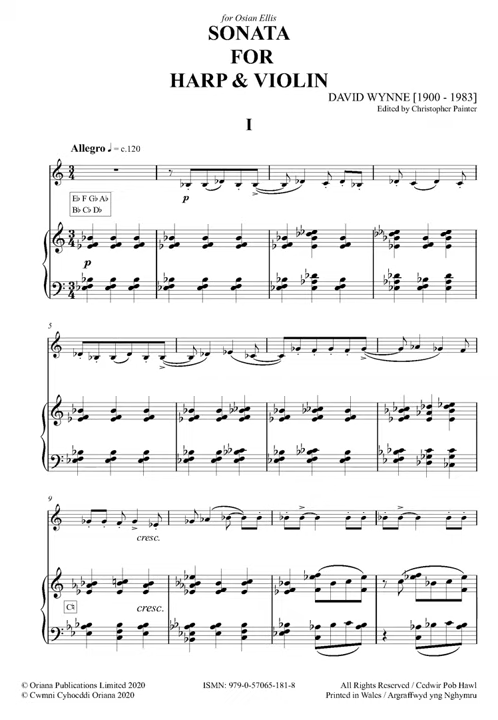 for Osian Ellis
SONATA
FOR
HARP & VIOLIN
DAVID WYNNE [1900 - 1983]
Edited by Christopher Painter
I
Allegro ♩ = c.120
p
E♭ F G♭ A♭
B♭ C♭ D♭
p
5
9
cresc.
C♮
cresc.
© Oriana Publications Limited 2020
© Cwmni Cyhoeddi Oriana 2020
ISMN: 979-0-57065-181-8
All Rights Reserved / Cedwir Pob Hawl
Printed in Wales / Argraffwyd yng Nghymru